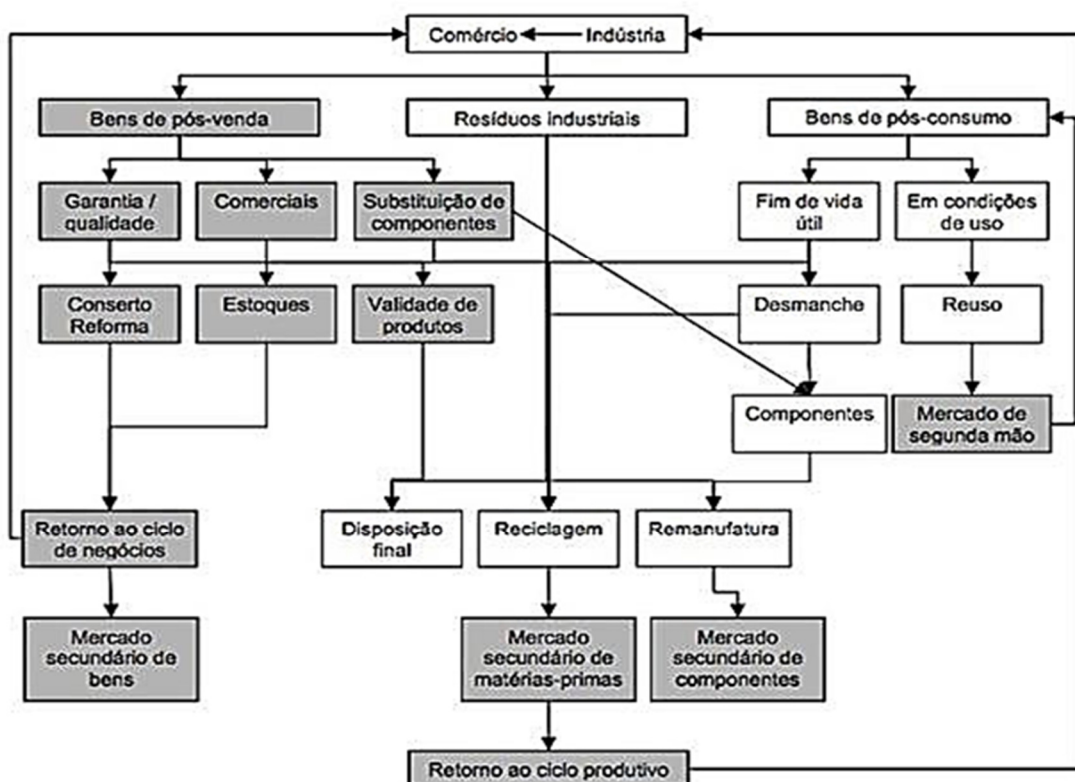 Comércio Indústria
Bens de pós-venda
Resíduos industriais
Bens de pós-consumo
Garantia /
qualidade
Comerciais
Substituição de
componentes
Fim de vida
útil
Em condições
de uso
Conserto
Reforma
Estoques
Validade de
produtos
Desmanche
Reuso
Componentes
Mercado de
segunda mão
Retorno ao ciclo
de negócios
Disposição
final
Reciclagem
Remanufatura
Mercado
secundário de
bens
Mercado
secundário de
matérias-primas
Mercado
secundário de
componentes
Retorno ao ciclo produtivo